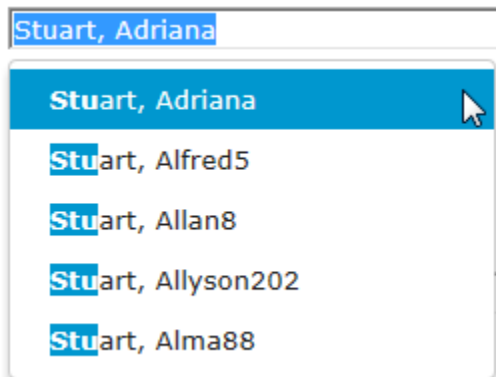 Stuart, Adriana
Stuart, Adriana
Stuart, Alfred5
Stuart, Allan8
Stuart, Allyson202
Stuart, Alma88